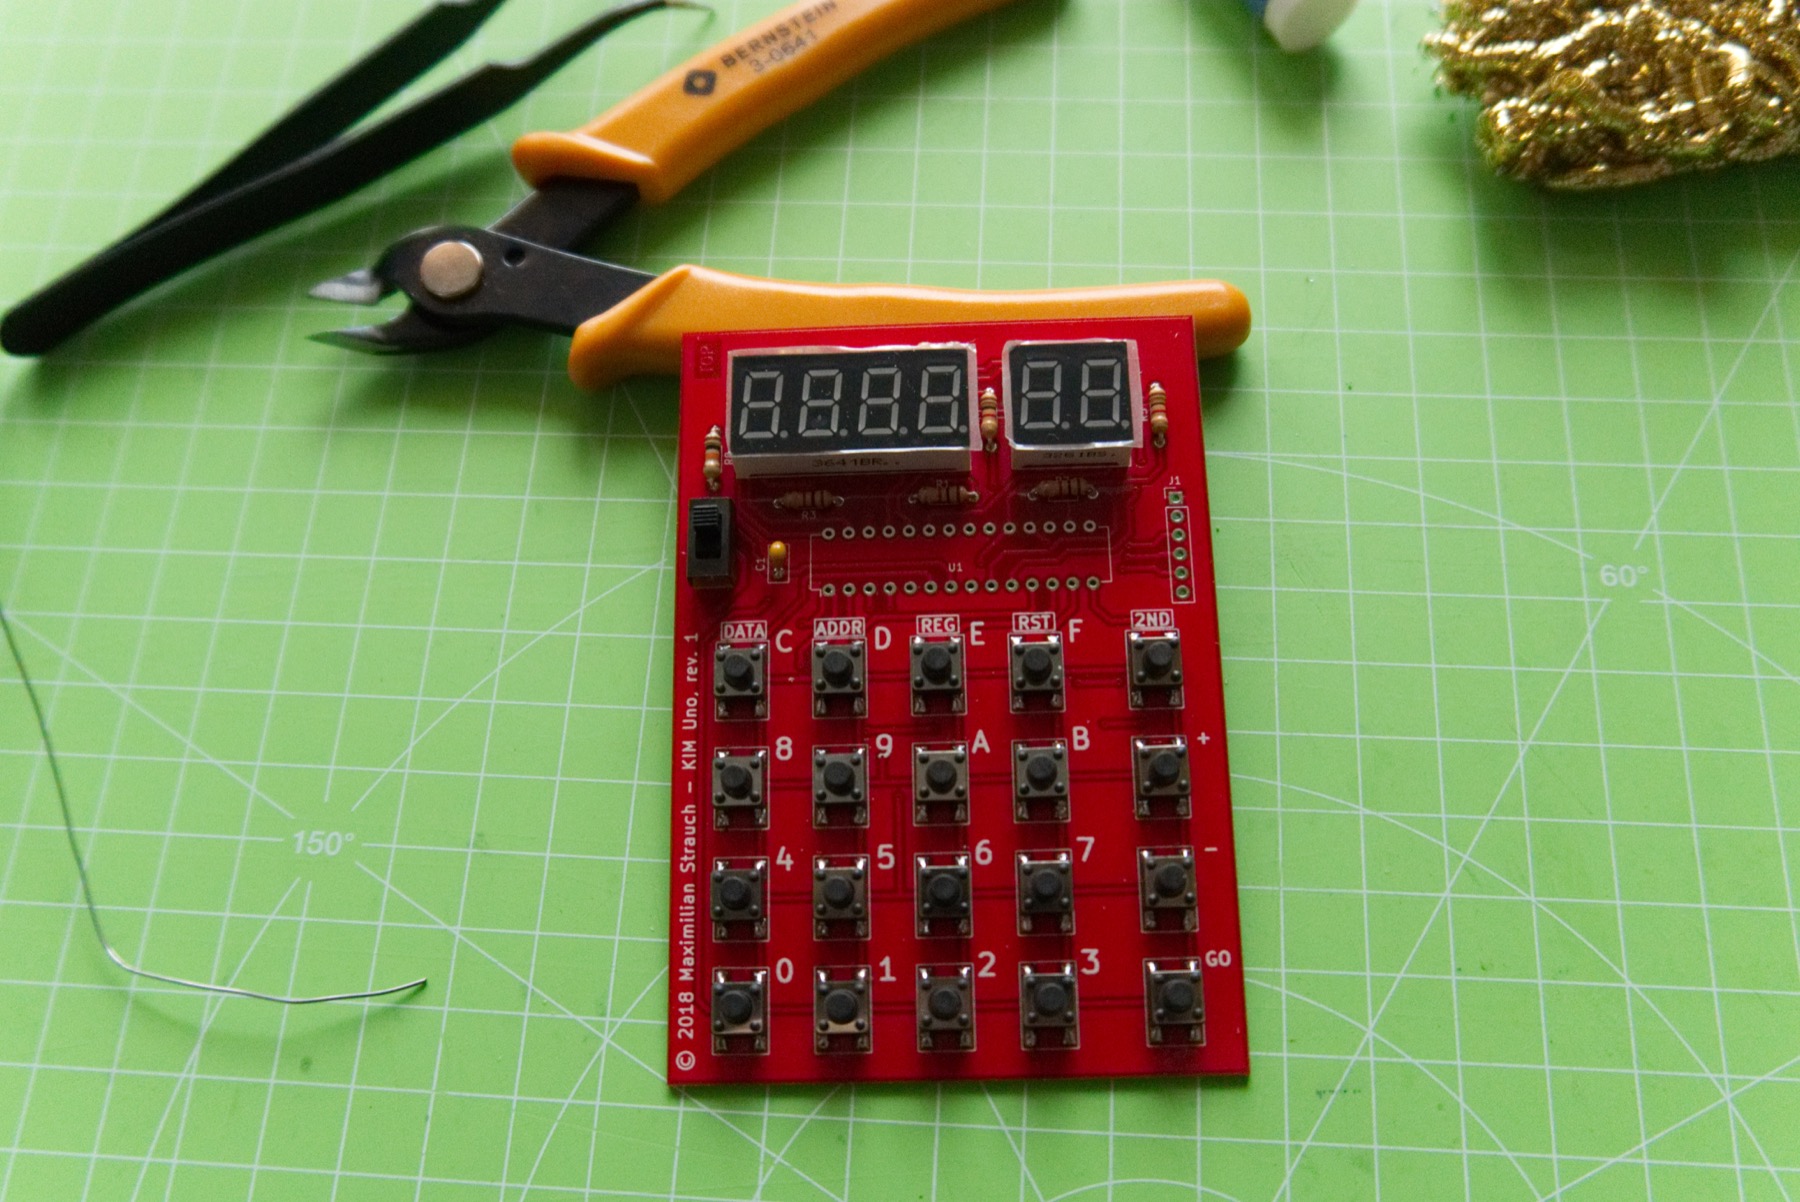 BERNSTEIN
3-0641
TOP
3641BR..
3261BS.
R3
R1
J1
C1
U1
DATA C ADDR D REG E RST F 2ND
8 9 A B +
4 5 6 7 -
0 1 2 3 GO
© 2018 Maximilian Strauch – KIM Uno, rev. 1
150°
60°